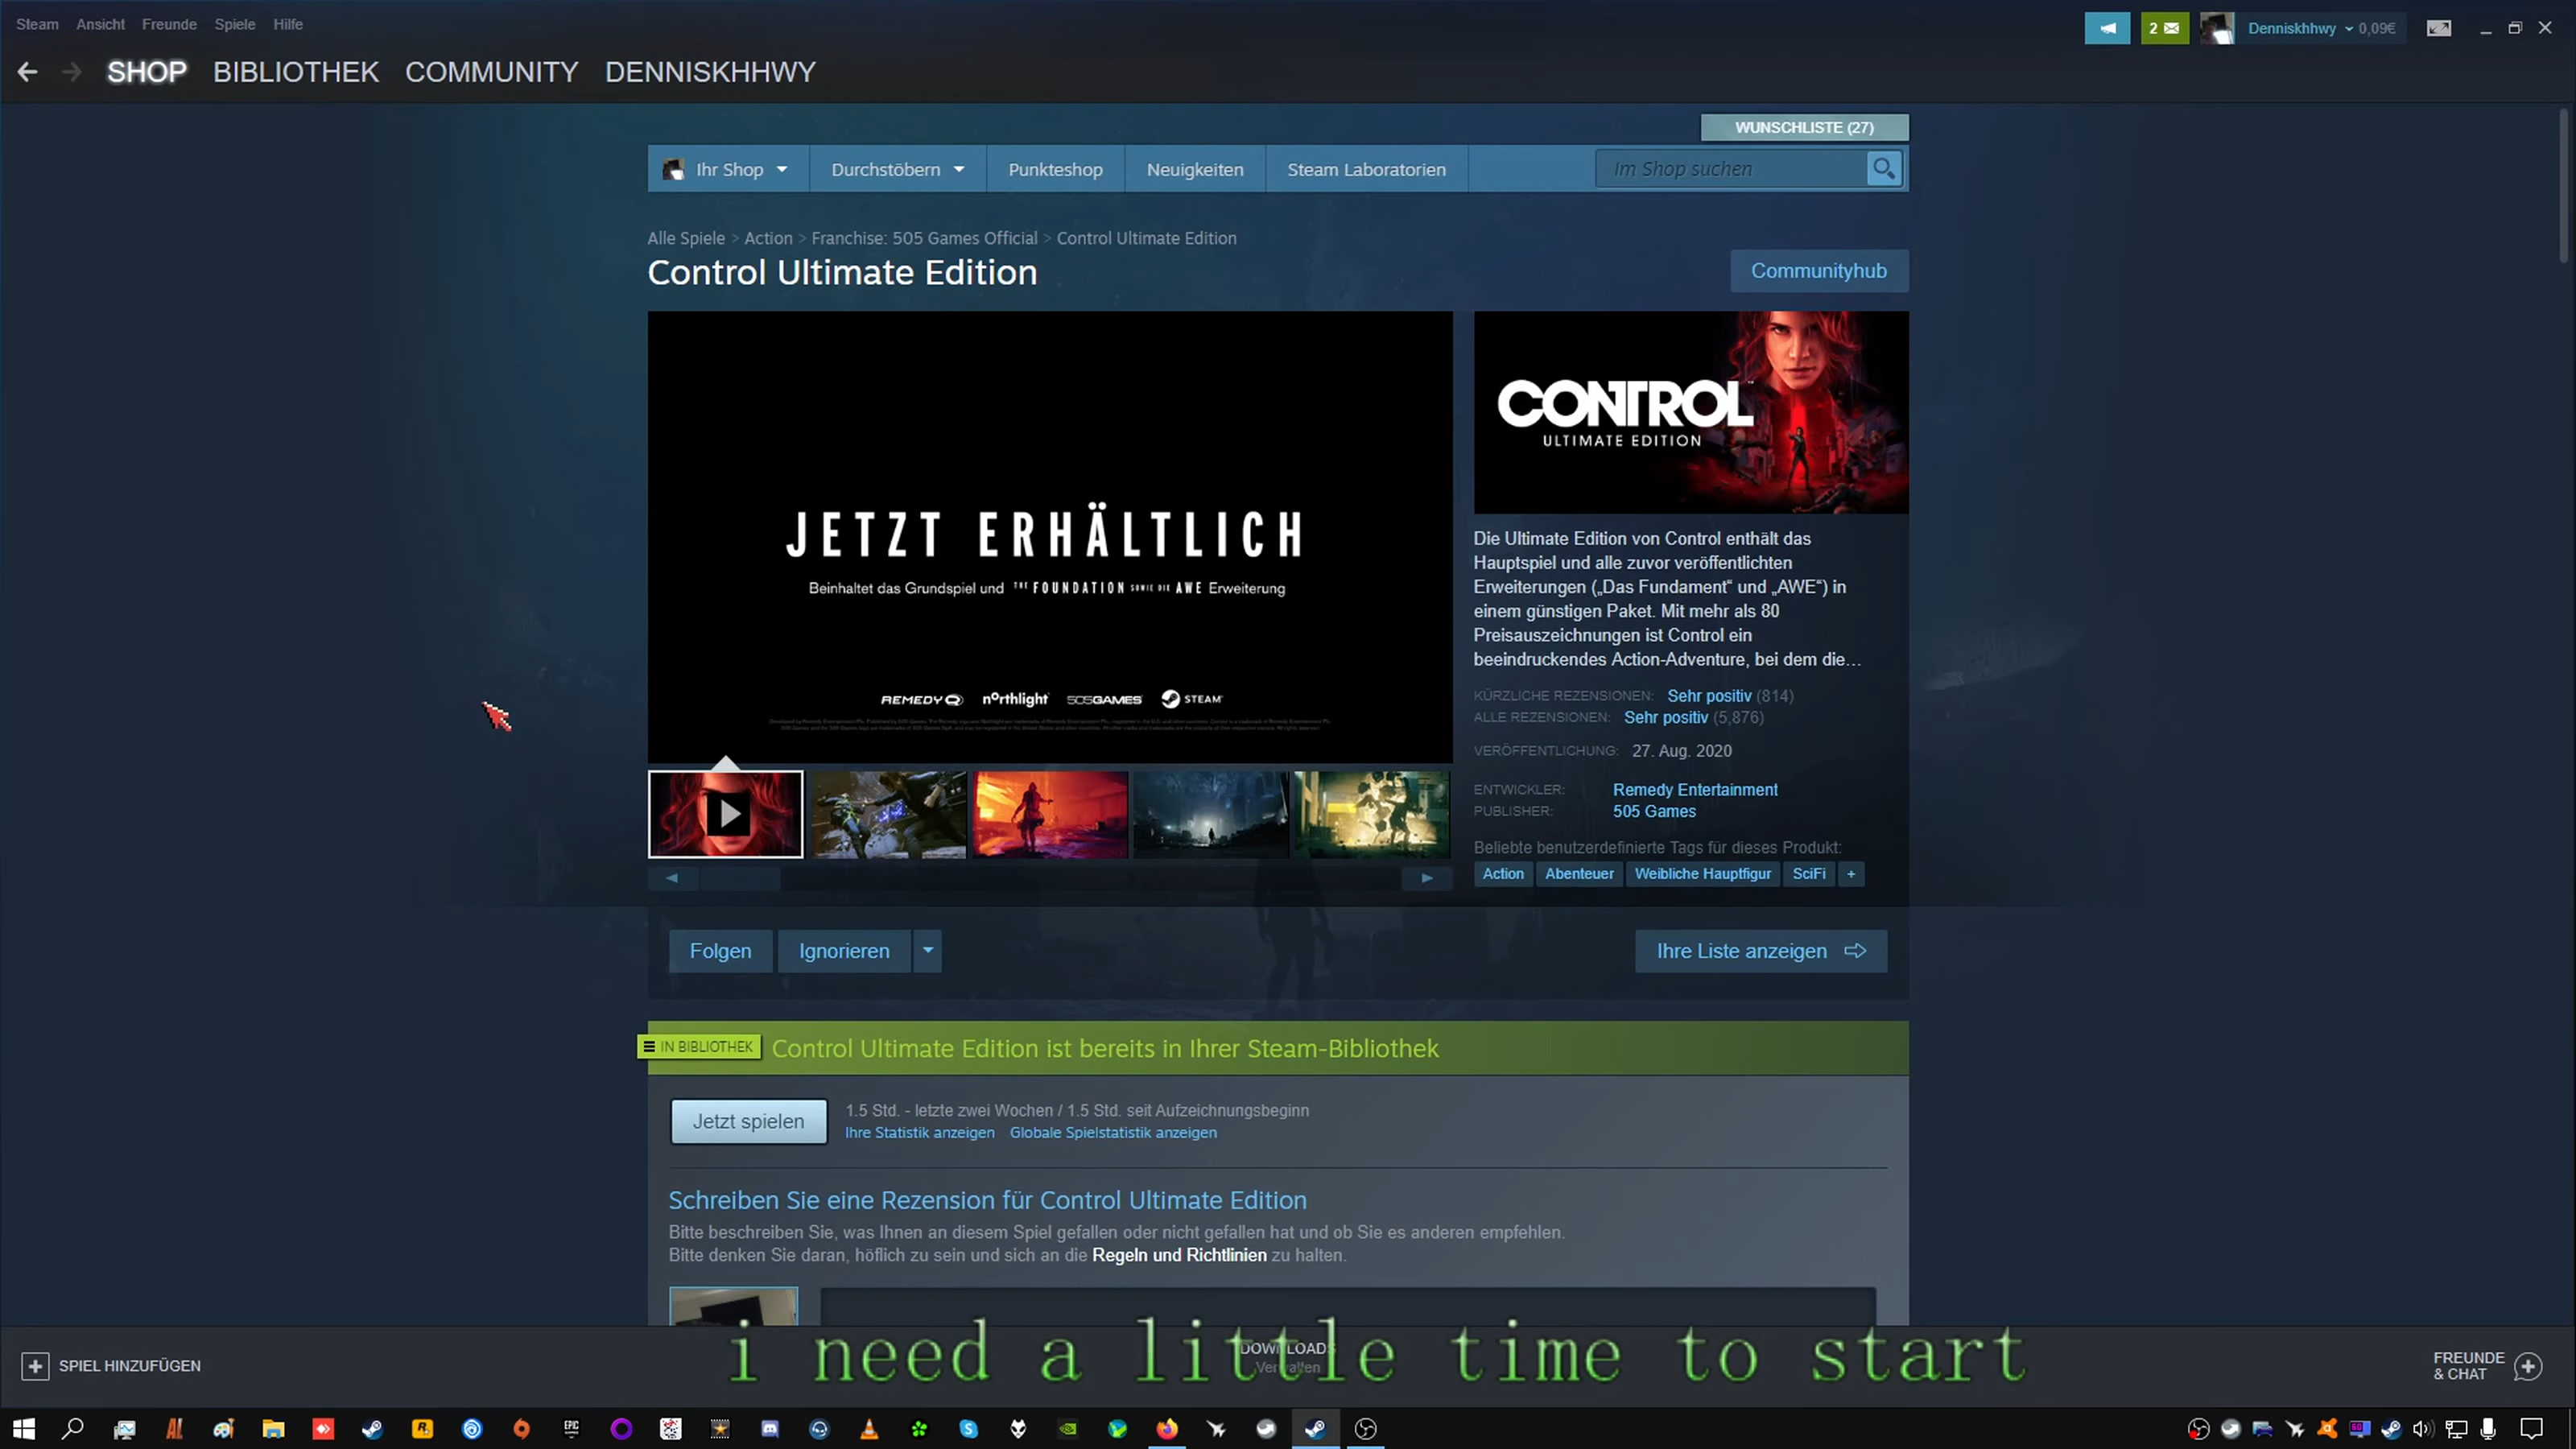 Steam Ansicht Freunde Spiele Hilfe
2 Denniskhhwy 0,09€
SHOP BIBLIOTHEK COMMUNITY DENNISKHHWY
WUNSCHLISTE (27)
Ihr Shop Durchstöbern Punkteshop Neuigkeiten Steam Laboratorien Im Shop suchen
Alle Spiele > Action > Franchise: 505 Games Official > Control Ultimate Edition
Control Ultimate Edition
Communityhub
JETZT ERHÄLTLICH
Beinhaltet das Grundspiel und THE FOUNDATION SOWIE DIE AWE Erweiterung
REMEDY northlight 505GAMES STEAM
CONTROL
ULTIMATE EDITION
Die Ultimate Edition von Control enthält das
Hauptspiel und alle zuvor veröffentlichten
Erweiterungen („Das Fundament“ und „AWE“) in
einem günstigen Paket. Mit mehr als 80
Preisauszeichnungen ist Control ein
beeindruckendes Action-Adventure, bei dem die…
KÜRZLICHE REZENSIONEN: Sehr positiv (814)
ALLE REZENSIONEN: Sehr positiv (5,876)
VERÖFFENTLICHUNG: 27. Aug. 2020
ENTWICKLER: Remedy Entertainment
PUBLISHER: 505 Games
Beliebte benutzerdefinierte Tags für dieses Produkt:
Action Abenteuer Weibliche Hauptfigur SciFi +
Folgen Ignorieren Ihre Liste anzeigen
IN BIBLIOTHEK Control Ultimate Edition ist bereits in Ihrer Steam-Bibliothek
Jetzt spielen
1.5 Std. - letzte zwei Wochen / 1.5 Std. seit Aufzeichnungsbeginn
Ihre Statistik anzeigen Globale Spielstatistik anzeigen
Schreiben Sie eine Rezension für Control Ultimate Edition
Bitte beschreiben Sie, was Ihnen an diesem Spiel gefallen oder nicht gefallen hat und ob Sie es anderen empfehlen.
Bitte denken Sie daran, höflich zu sein und sich an die Regeln und Richtlinien zu halten.
i need a little time to start
SPIEL HINZUFÜGEN
DOWNLOADS
Verwalten
FREUNDE
& CHAT
EPIC